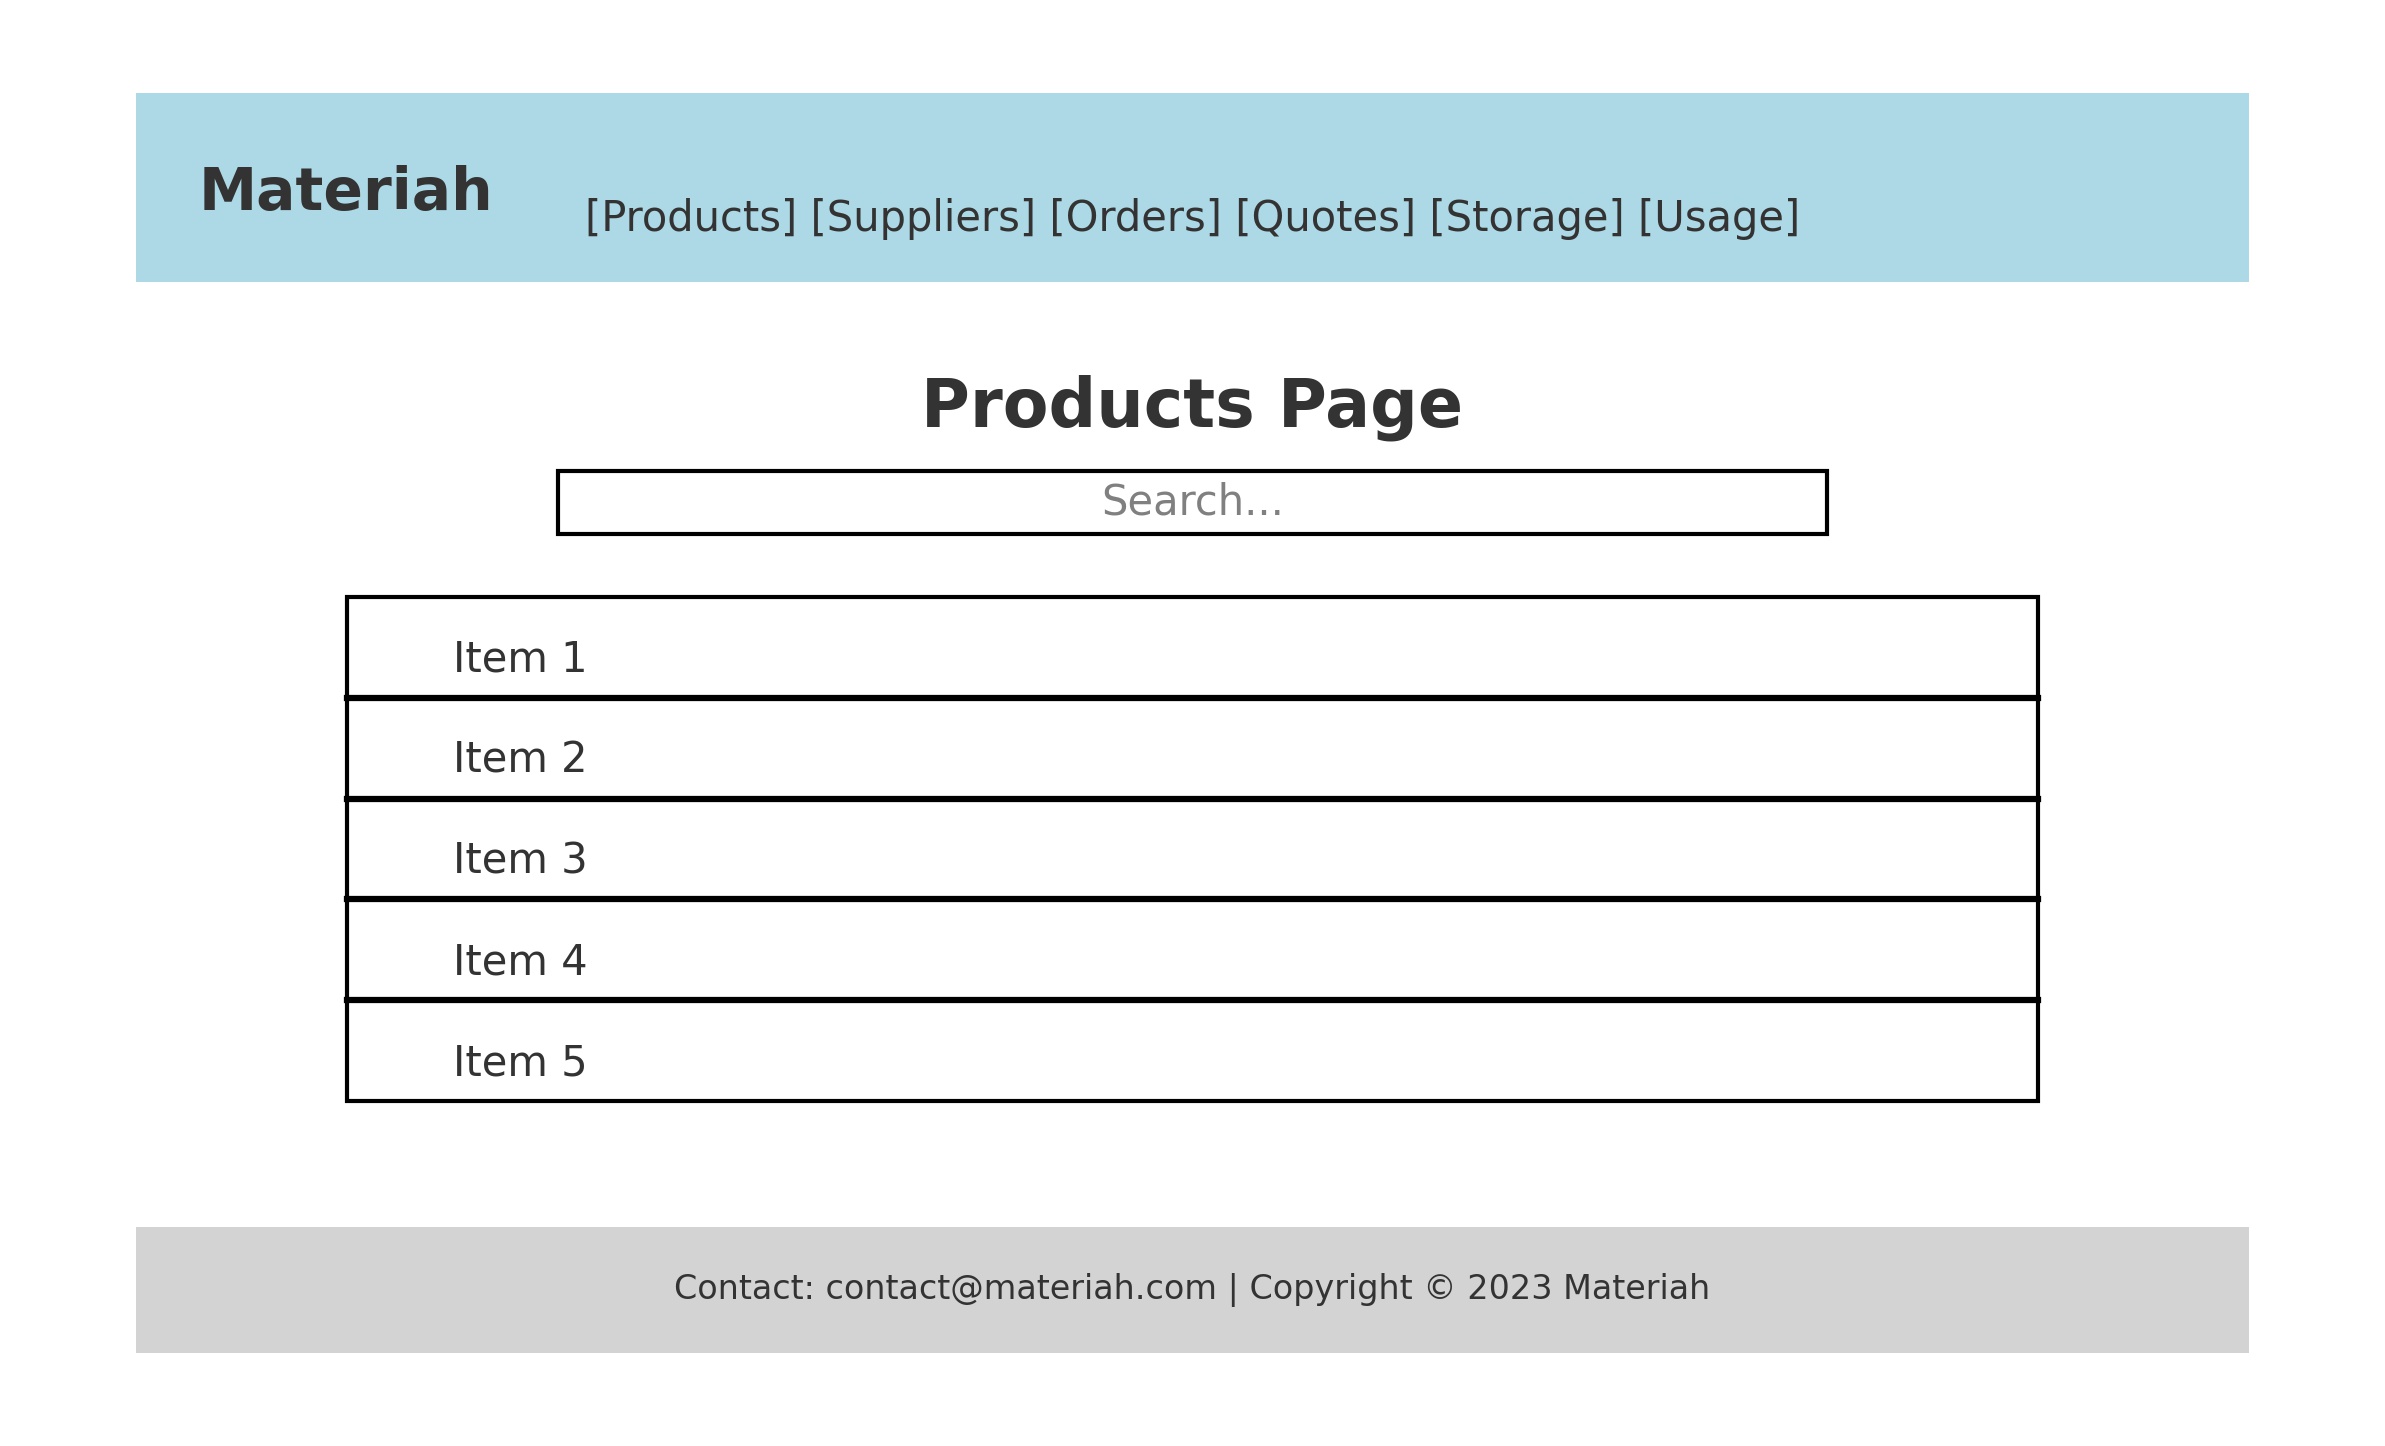 Materiah
[Products] [Suppliers] [Orders] [Quotes] [Storage] [Usage]
Products Page
Search...
Item 1
Item 2
Item 3
Item 4
Item 5
Contact: contact@materiah.com | Copyright © 2023 Materiah